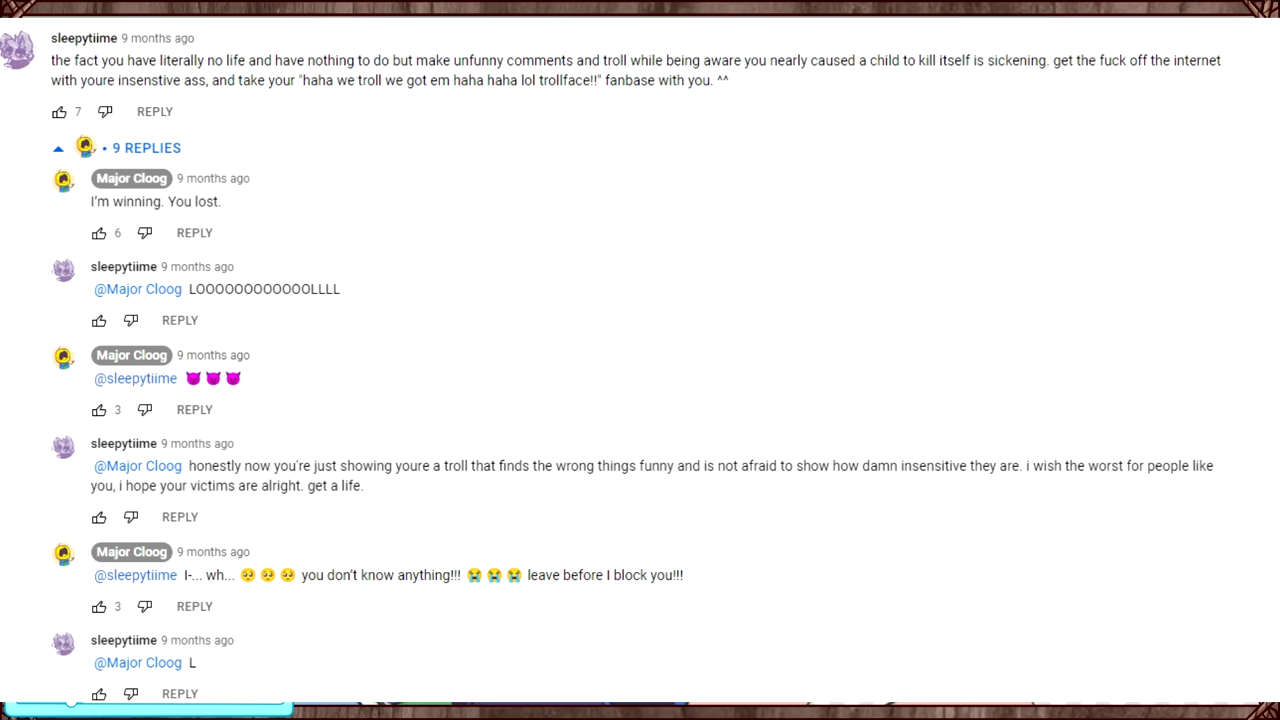 sleepytiime 9 months ago
the fact you have literally no life and have nothing to do but make unfunny comments and troll while being aware you nearly caused a child to kill itself is sickening. get the fuck off the internet
with youre insenstive ass, and take your "haha we troll we got em haha haha lol trollface!!" fanbase with you. ^^
7 REPLY
• 9 REPLIES
Major Cloog 9 months ago
I'm winning. You lost.
6 REPLY
sleepytiime 9 months ago
@Major Cloog LOOOOOOOOOOOOLLLL
REPLY
Major Cloog 9 months ago
@sleepytiime 😈 😈 😈
3 REPLY
sleepytiime 9 months ago
@Major Cloog honestly now you're just showing youre a troll that finds the wrong things funny and is not afraid to show how damn insensitive they are. i wish the worst for people like
you, i hope your victims are alright. get a life.
REPLY
Major Cloog 9 months ago
@sleepytiime I-... wh... 🥺 🥺 🥺 you don't know anything!!! 😭 😭 😭 leave before I block you!!!
3 REPLY
sleepytiime 9 months ago
@Major Cloog L
REPLY